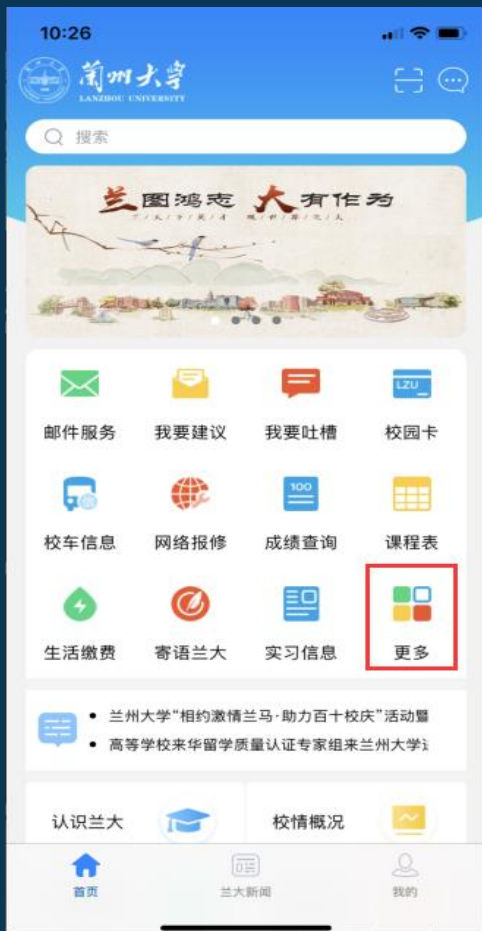 10:26
兰州大学
LANZHOU UNIVERSITY
搜索
兰图鸿志 大有作为
邮件服务 我要建议 我要吐槽 校园卡
LZU
100
校车信息 网络报修 成绩查询 课程表
生活缴费 寄语兰大 实习信息 更多
兰州大学“相约激情兰马·助力百十校庆”活动暨
高等学校来华留学质量认证专家组来兰州大学
认识兰大 校情概况
首页 兰大新闻 我的